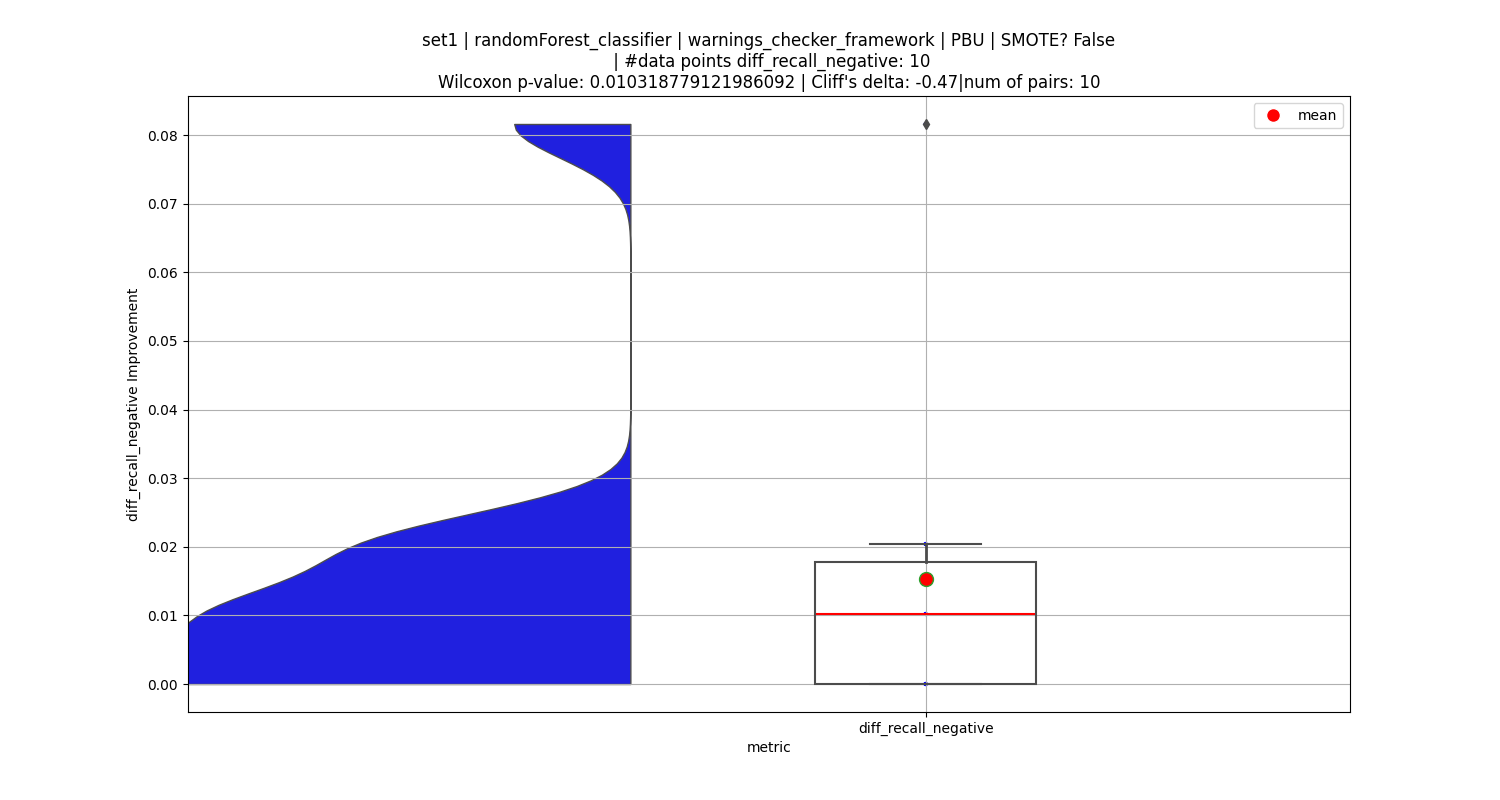 set1 | randomForest_classifier | warnings_checker_framework | PBU | SMOTE? False
| #data points diff_recall_negative: 10
Wilcoxon p-value: 0.010318779121986092 | Cliff's delta: -0.47|num of pairs: 10
mean
diff_recall_negative Improvement
0.08
0.07
0.06
0.05
0.04
0.03
0.02
0.01
0.00
diff_recall_negative
metric